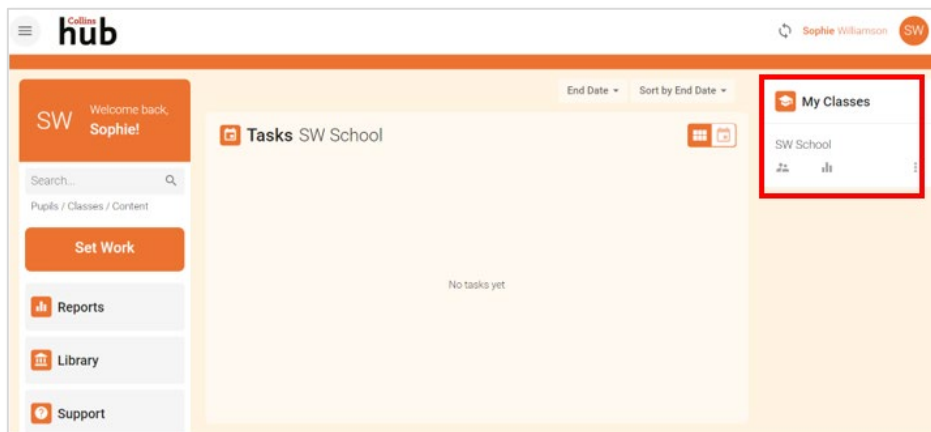 Collins
hub
Sophie Williamson
SW
SW
Welcome back,
Sophie!
Search...
Pupils / Classes / Content
Set Work
Reports
Library
Support
End Date
Sort by End Date
Tasks SW School
No tasks yet
My Classes
SW School